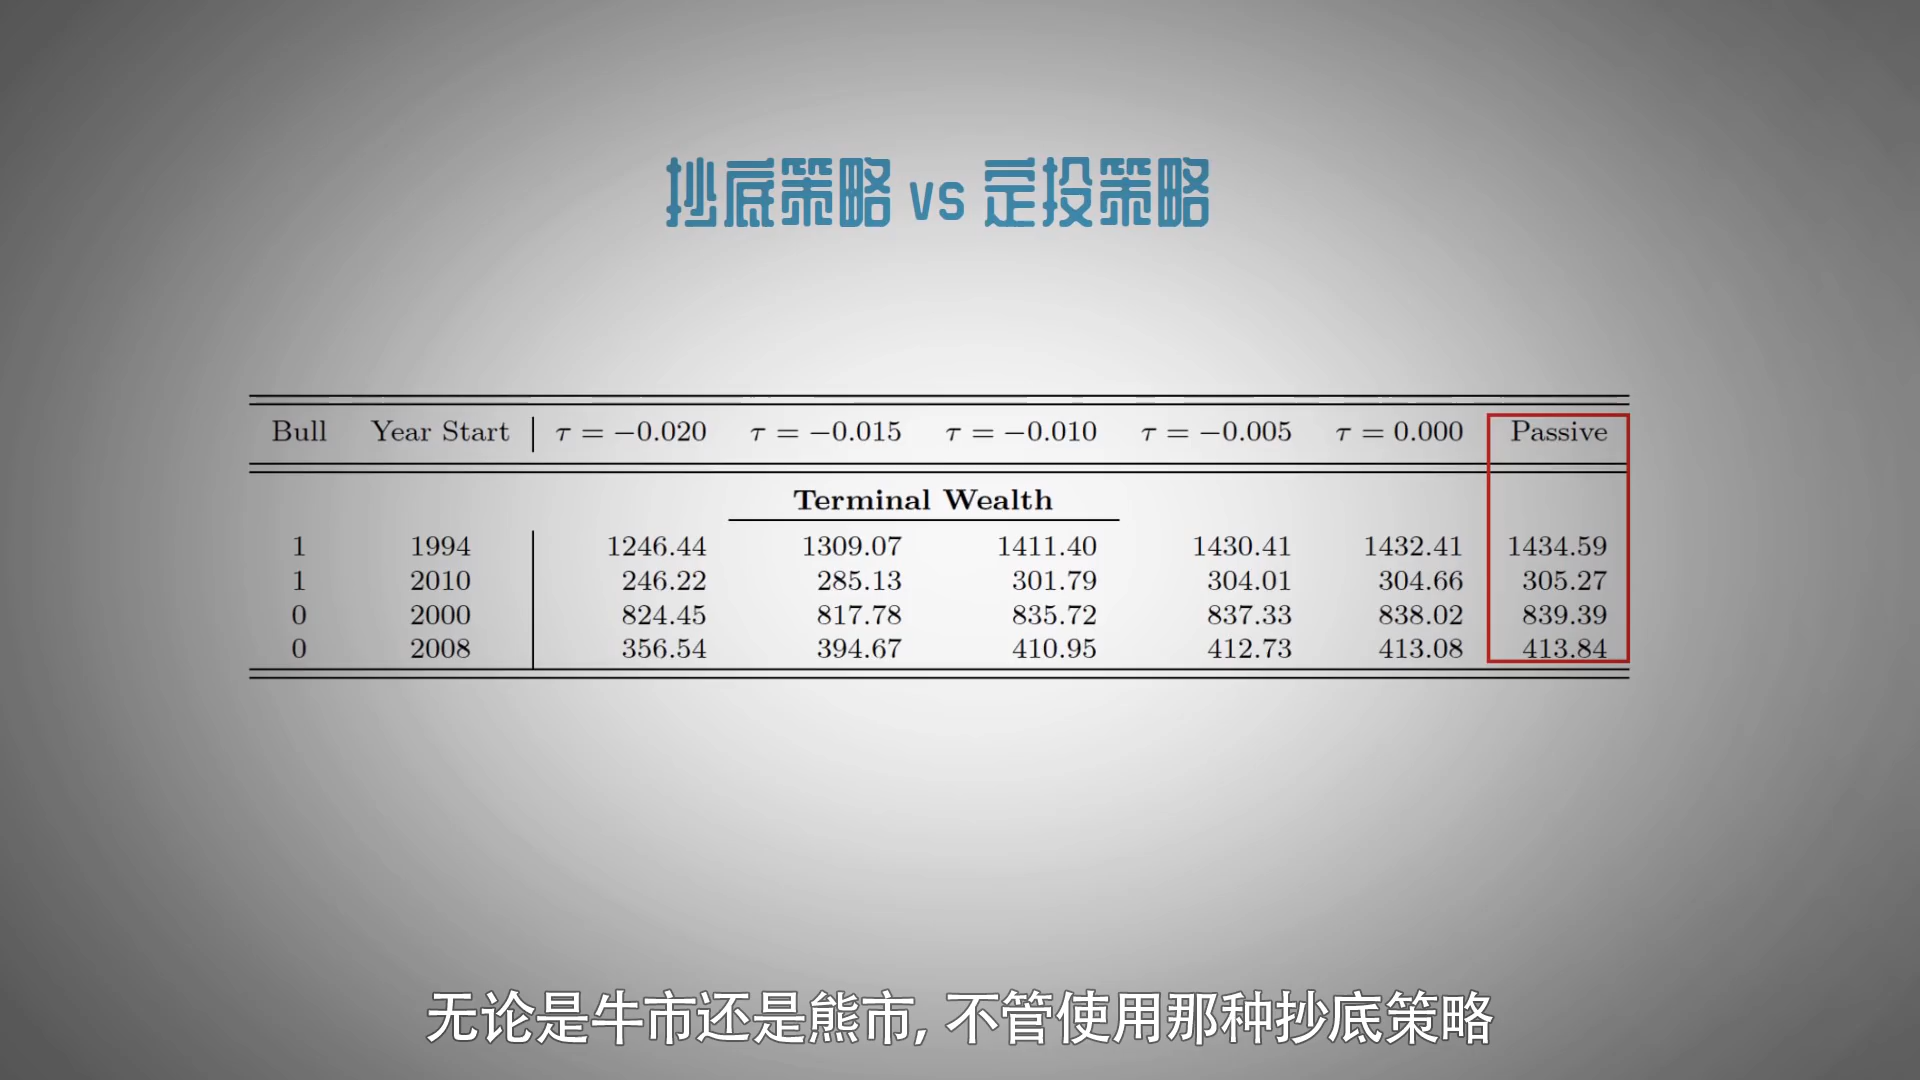 抄底策略 vs 定投策略
Bull Year Start τ = −0.020 τ = −0.015 τ = −0.010 τ = −0.005 τ = 0.000 Passive
Terminal Wealth
1 1994 1246.44 1309.07 1411.40 1430.41 1432.41 1434.59
1 2010 246.22 285.13 301.79 304.01 304.66 305.27
0 2000 824.45 817.78 835.72 837.33 838.02 839.39
0 2008 356.54 394.67 410.95 412.73 413.08 413.84
无论是牛市还是熊市, 不管使用那种抄底策略